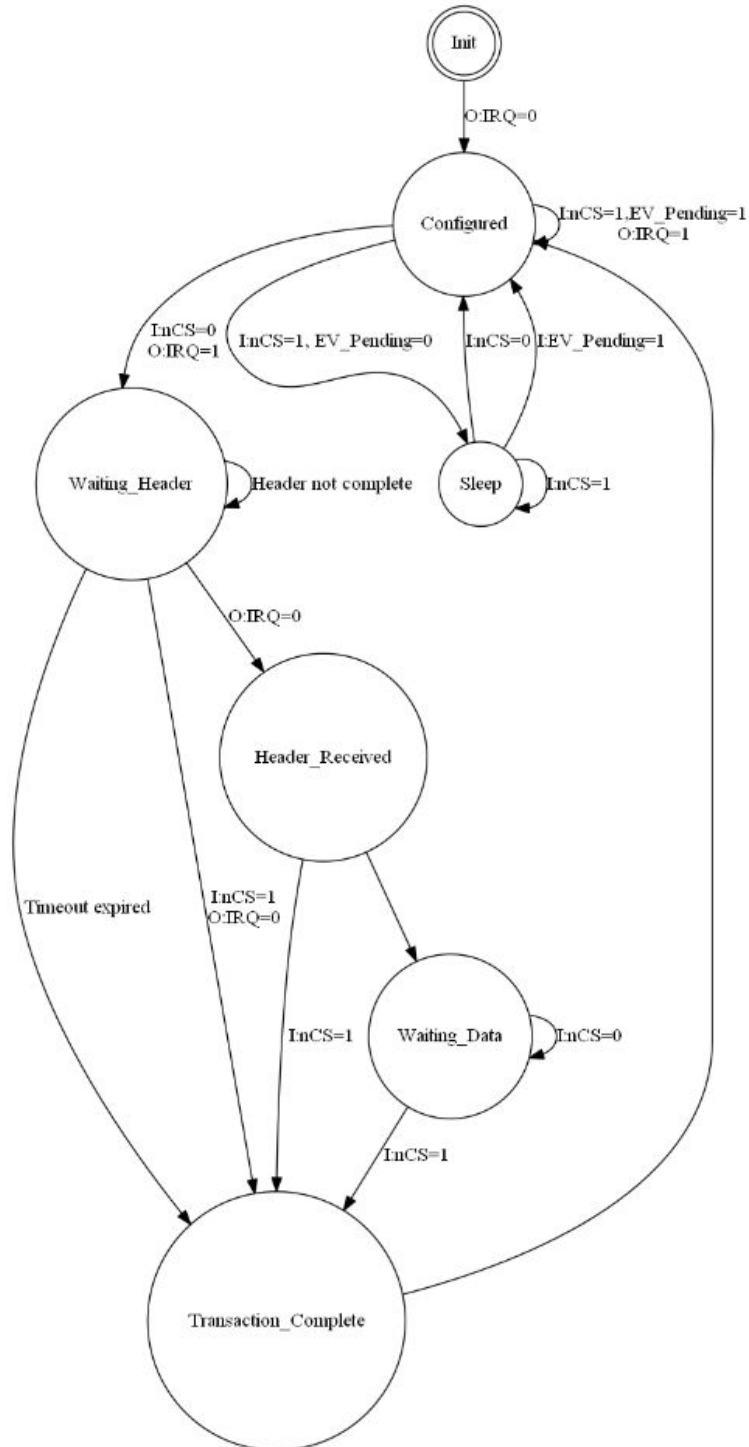 Init
O:IRQ=0
Configured
I:nCS=1,EV_Pending=1
O:IRQ=1
I:nCS=0
O:IRQ=1
I:nCS=1, EV_Pending=0
I:nCS=0
I:EV_Pending=1
Waiting_Header
Header not complete
Sleep
I:nCS=1
O:IRQ=0
Header_Received
Timeout expired
I:nCS=1
O:IRQ=0
I:nCS=1
Waiting_Data
I:nCS=0
I:nCS=1
Transaction_Complete